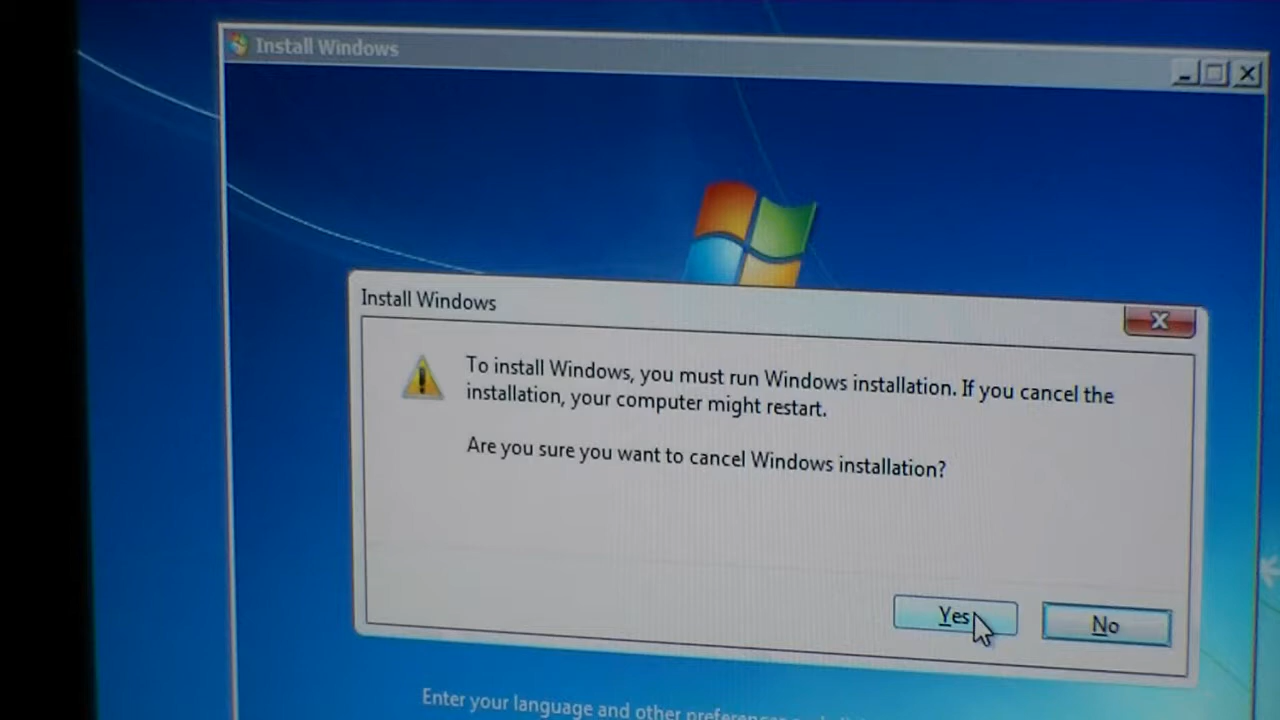 Install Windows
Install Windows
To install Windows, you must run Windows installation. If you cancel the
installation, your computer might restart.
Are you sure you want to cancel Windows installation?
Yes
No
Enter your language and other preferences